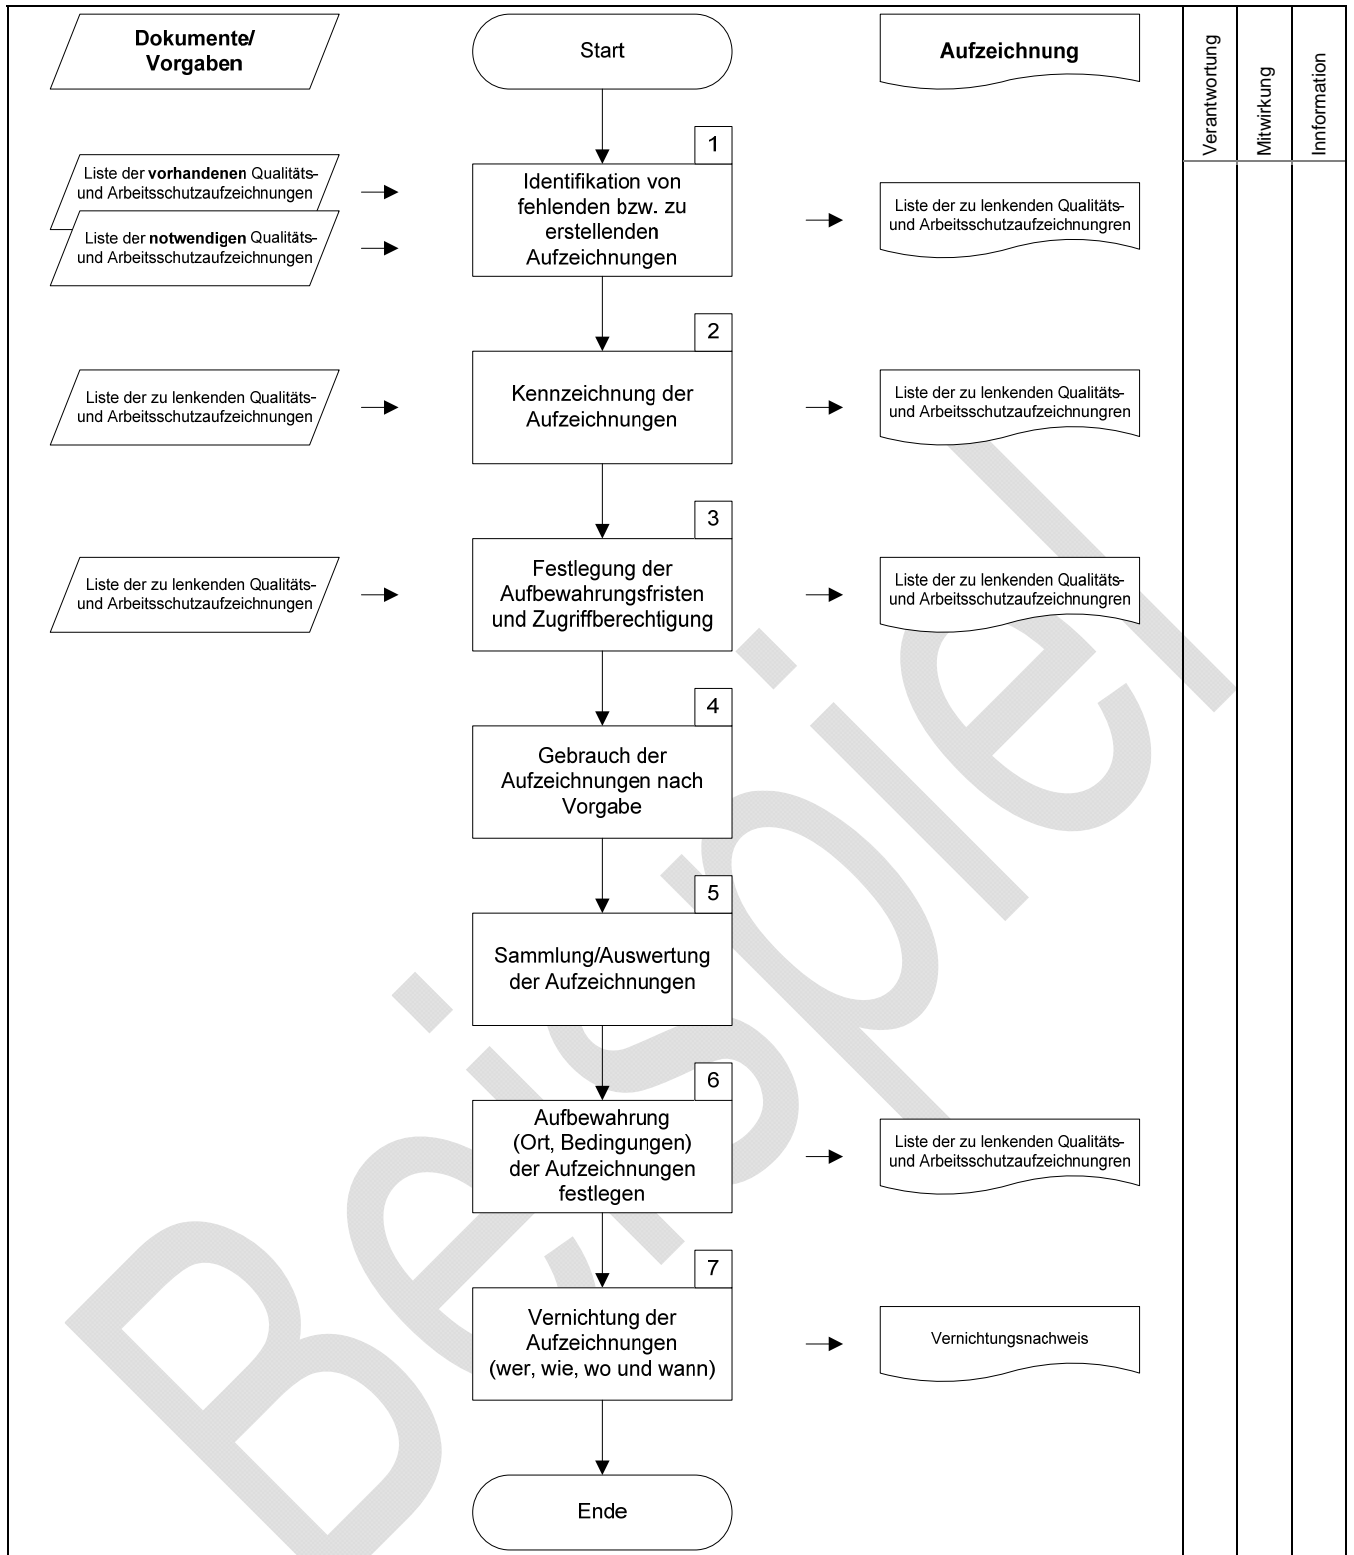 Dokumente/
Vorgaben
Start
Aufzeichnung
Verantwortung
Mitwirkung
Innformation
Liste der vorhandenen Qualitäts-
und Arbeitsschutzaufzeichnungen
Liste der notwendigen Qualitäts-
und Arbeitsschutzaufzeichnungen
1
Identifikation von
fehlenden bzw. zu
erstellenden
Aufzeichnungen
Liste der zu lenkenden Qualitäts-
und Arbeitsschutzaufzeichnungren
Liste der zu lenkenden Qualitäts-
und Arbeitsschutzaufzeichnungen
2
Kennzeichnung der
Aufzeichnungen
Liste der zu lenkenden Qualitäts-
und Arbeitsschutzaufzeichnungren
Liste der zu lenkenden Qualitäts-
und Arbeitsschutzaufzeichnungen
3
Festlegung der
Aufbewahrungsfristen
und Zugriffberechtigung
Liste der zu lenkenden Qualitäts-
und Arbeitsschutzaufzeichnungren
4
Gebrauch der
Aufzeichnungen nach
Vorgabe
5
Sammlung/Auswertung
der Aufzeichnungen
6
Aufbewahrung
(Ort, Bedingungen)
der Aufzeichnungen
festlegen
Liste der zu lenkenden Qualitäts-
und Arbeitsschutzaufzeichnungren
7
Vernichtung der
Aufzeichnungen
(wer, wie, wo und wann)
Vernichtungsnachweis
Ende
Beispiel